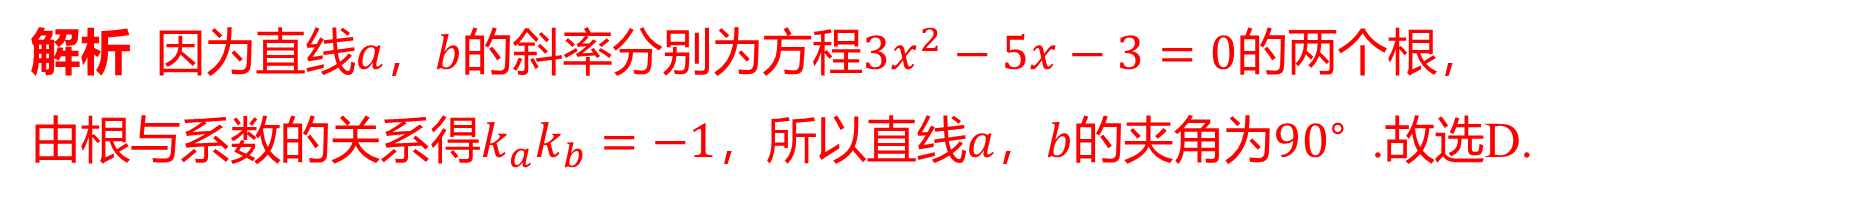 解析 因为直线a，b的斜率分别为方程3x² − 5x − 3 = 0的两个根，
由根与系数的关系得kₐk_b = −1，所以直线a，b的夹角为90°.故选D.